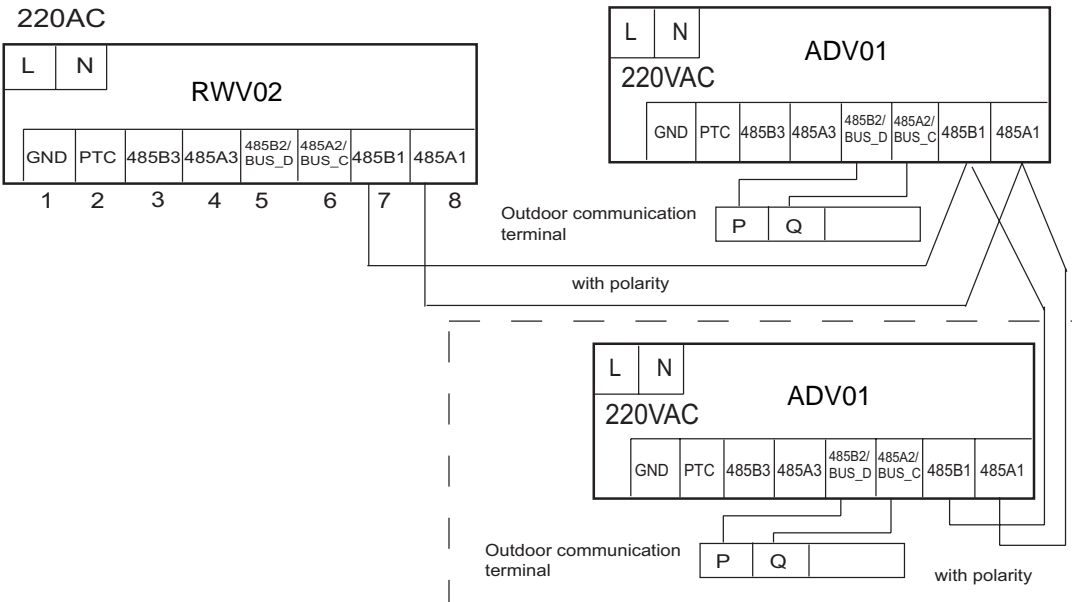 220AC
L N
RWV02
GND PTC 485B3 485A3 485B2/ BUS_D 485A2/ BUS_C 485B1 485A1
1 2 3 4 5 6 7 8
L N
ADV01
220VAC
GND PTC 485B3 485A3 485B2/ BUS_D 485A2/ BUS_C 485B1 485A1
Outdoor communication
terminal
P Q
with polarity
L N
ADV01
220VAC
GND PTC 485B3 485A3 485B2/ BUS_D 485A2/ BUS_C 485B1 485A1
Outdoor communication
terminal
P Q
with polarity